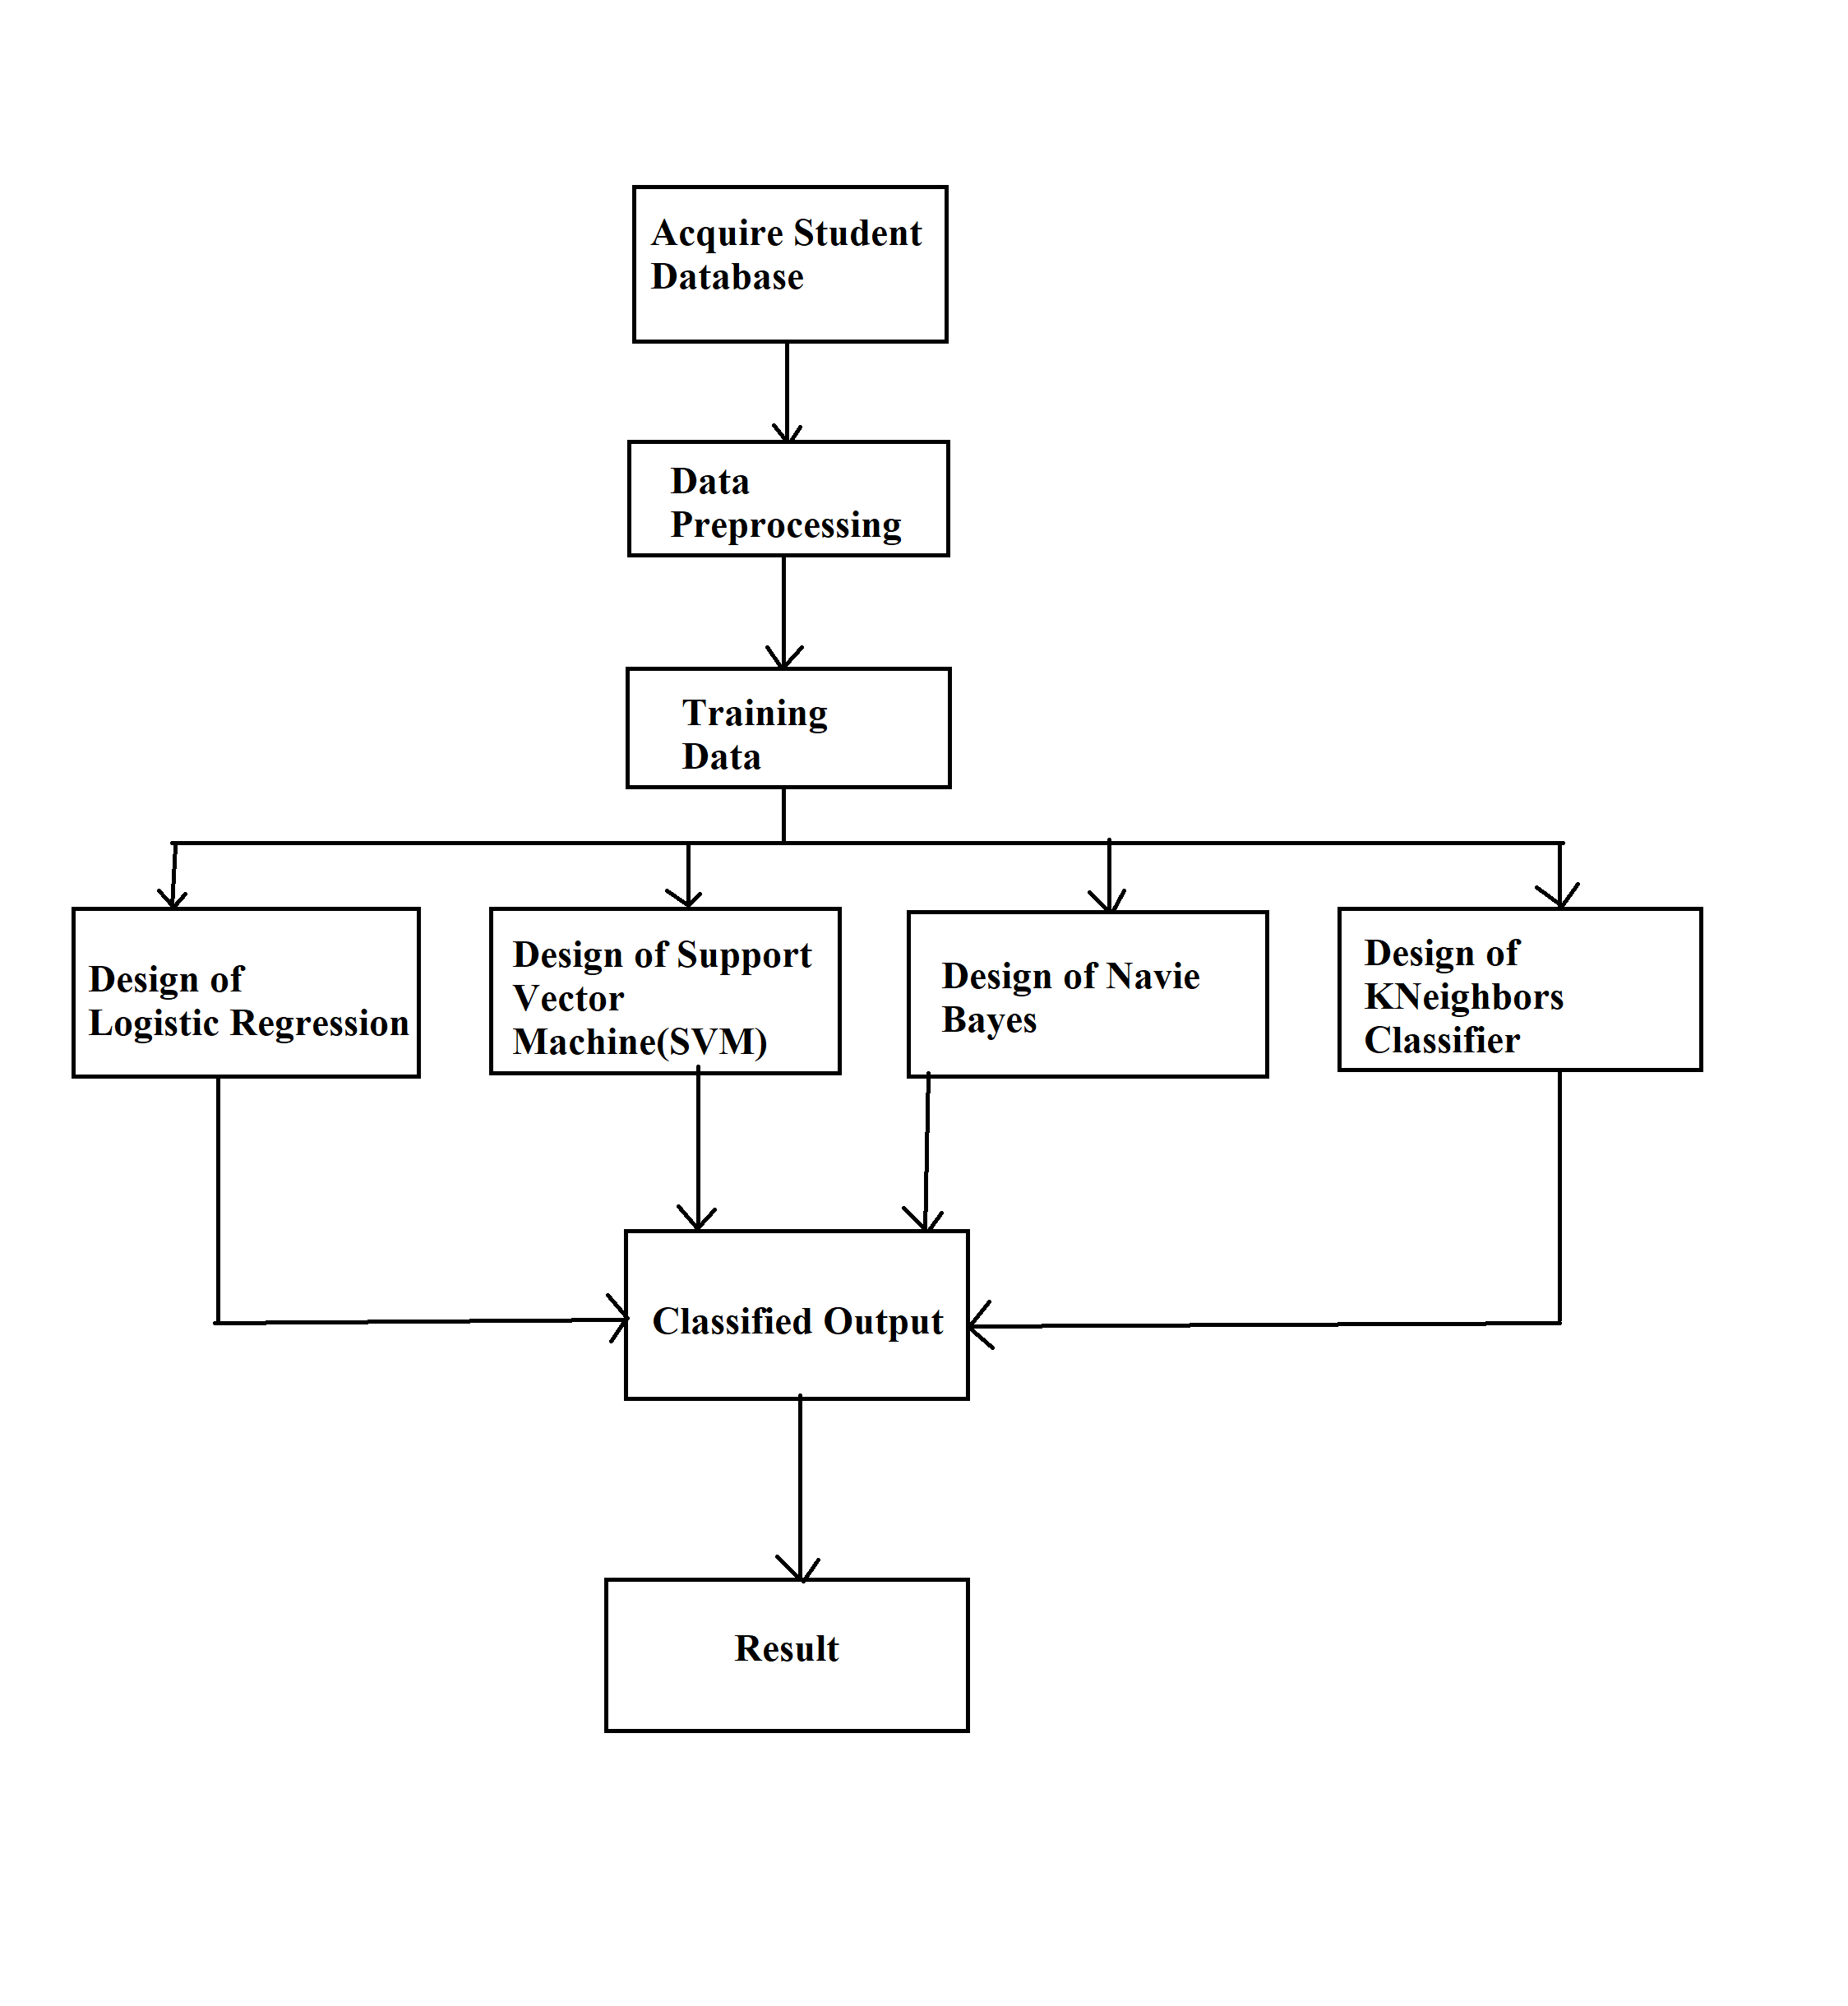 Acquire Student
Database
Data
Preprocessing
Training
Data
Design of
Logistic Regression
Design of Support
Vector
Machine(SVM)
Design of Navie
Bayes
Design of
KNeighbors
Classifier
Classified Output
Result